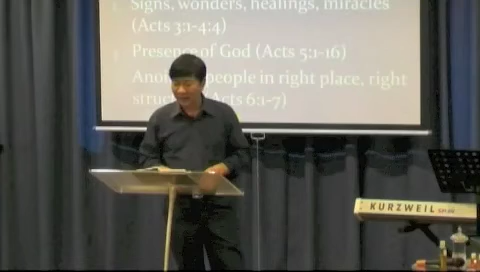 Signs, wonders, healings, miracles
(Acts 3:1-4:4)
Presence of God (Acts 5:1-16)
people in right place, right
(Acts 6:1-7)
KURZWEIL